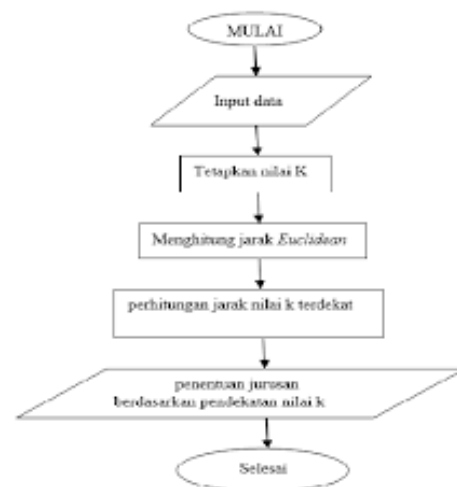 MULAI
Input data
Tetapkan nilai K
Menghitung jarak Euclidean
perhitungan jarak nilai k terdekat
penentuan jurusan
berdasarkan pendekatan nilai k
Selesai